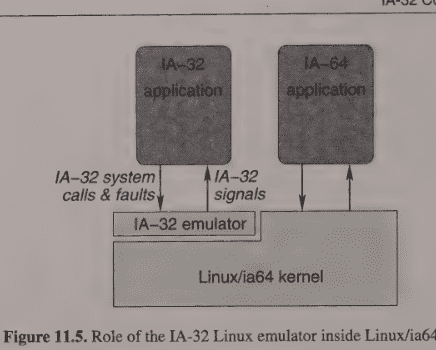 IA-32 Co
IA–32
application
IA–64
application
IA–32 system
calls & faults
IA–32
signals
IA–32 emulator
Linux/ia64 kernel
Figure 11.5. Role of the IA-32 Linux emulator inside Linux/ia64